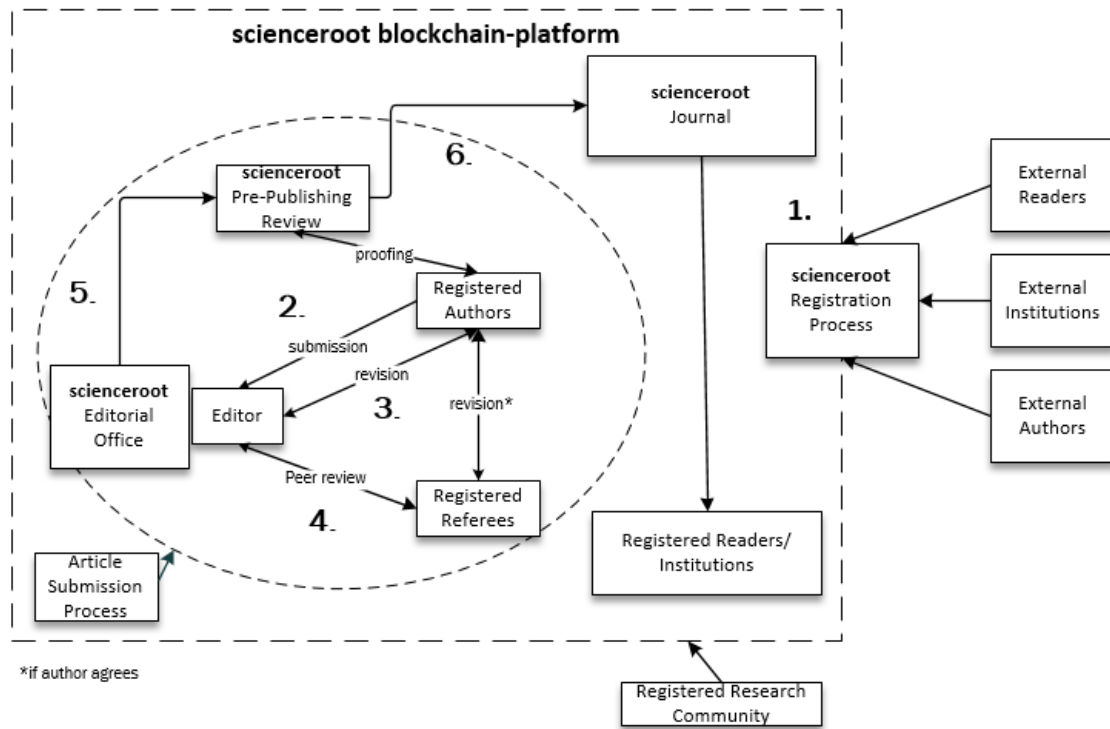 scienceroot blockchain-platform
scienceroot
Journal
6.
scienceroot
Pre-Publishing
Review
1.
External
Readers
proofing
scienceroot
Registration
Process
External
Institutions
5.
2.
Registered
Authors
submission
revision
scienceroot
Editorial
Office
Editor
3.
revision*
External
Authors
Peer review
4.
Registered
Referees
Registered Readers/
Institutions
Article
Submission
Process
*if author agrees
Registered Research
Community